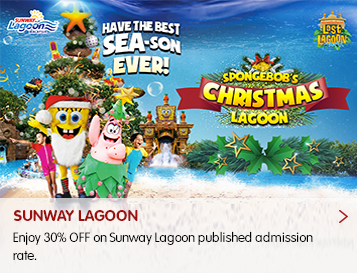 SUNWAY
Lagoon
HAVE THE BEST
SEA-SON
EVER!
LOST
LAGOON
SPONGEBOB'S
CHRISTMAS
LAGOON
SUNWAY LAGOON
Enjoy 30% OFF on Sunway Lagoon published admission
rate.